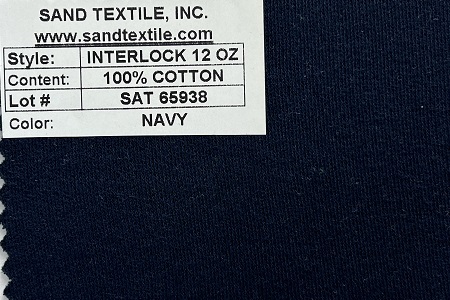 SAND TEXTILE, INC.
www.sandtextile.com
Style: INTERLOCK 12 OZ
Content: 100% COTTON
Lot # SAT 65938
Color: NAVY